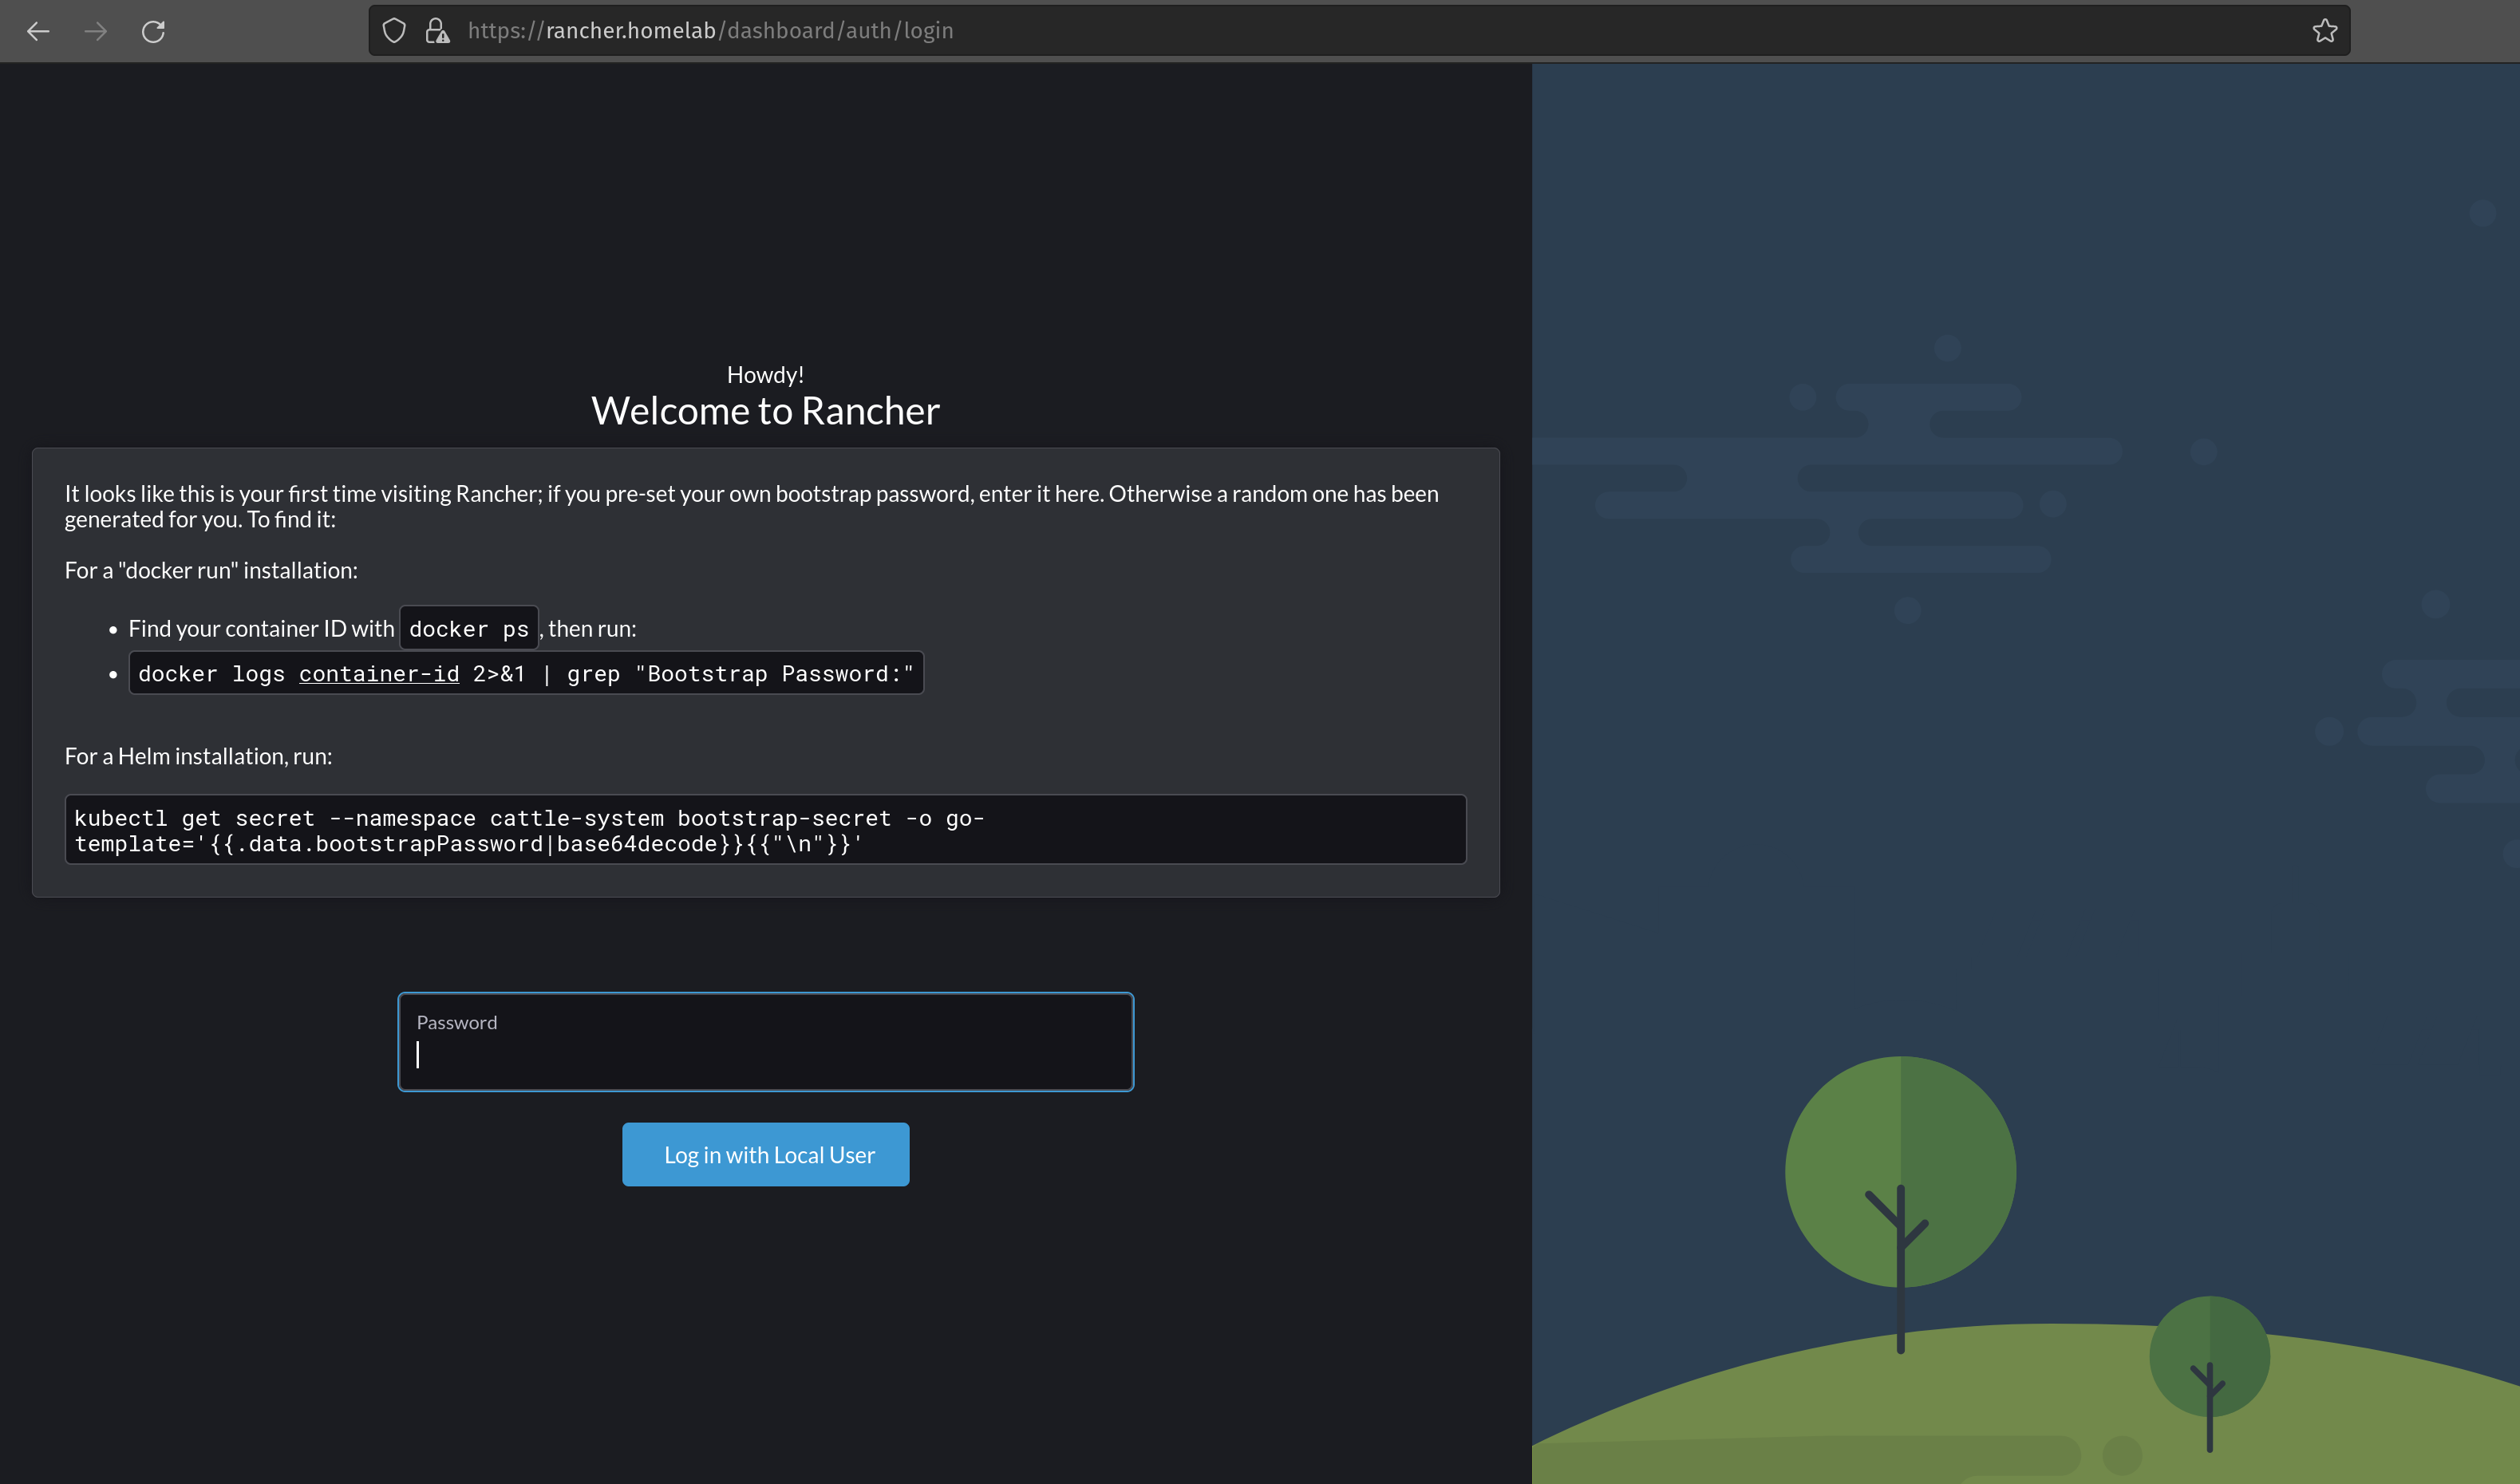 https://rancher.homelab/dashboard/auth/login
Howdy!
Welcome to Rancher
It looks like this is your first time visiting Rancher; if you pre-set your own bootstrap password, enter it here. Otherwise a random one has been
generated for you. To find it:
For a "docker run" installation:
• Find your container ID with docker ps, then run:
• docker logs container-id 2>&1 | grep "Bootstrap Password:"
For a Helm installation, run:
kubectl get secret --namespace cattle-system bootstrap-secret -o go-
template='{{.data.bootstrapPassword|base64decode}}{{"\n"}}'
Password
Log in with Local User